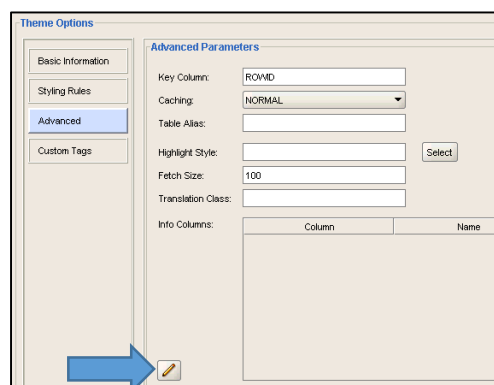 Theme Options
Basic Information
Styling Rules
Advanced
Custom Tags
Advanced Parameters
Key Column: ROWID
Caching: NORMAL
Table Alias:
Highlight Style: Select
Fetch Size: 100
Translation Class:
Info Columns: Column Name